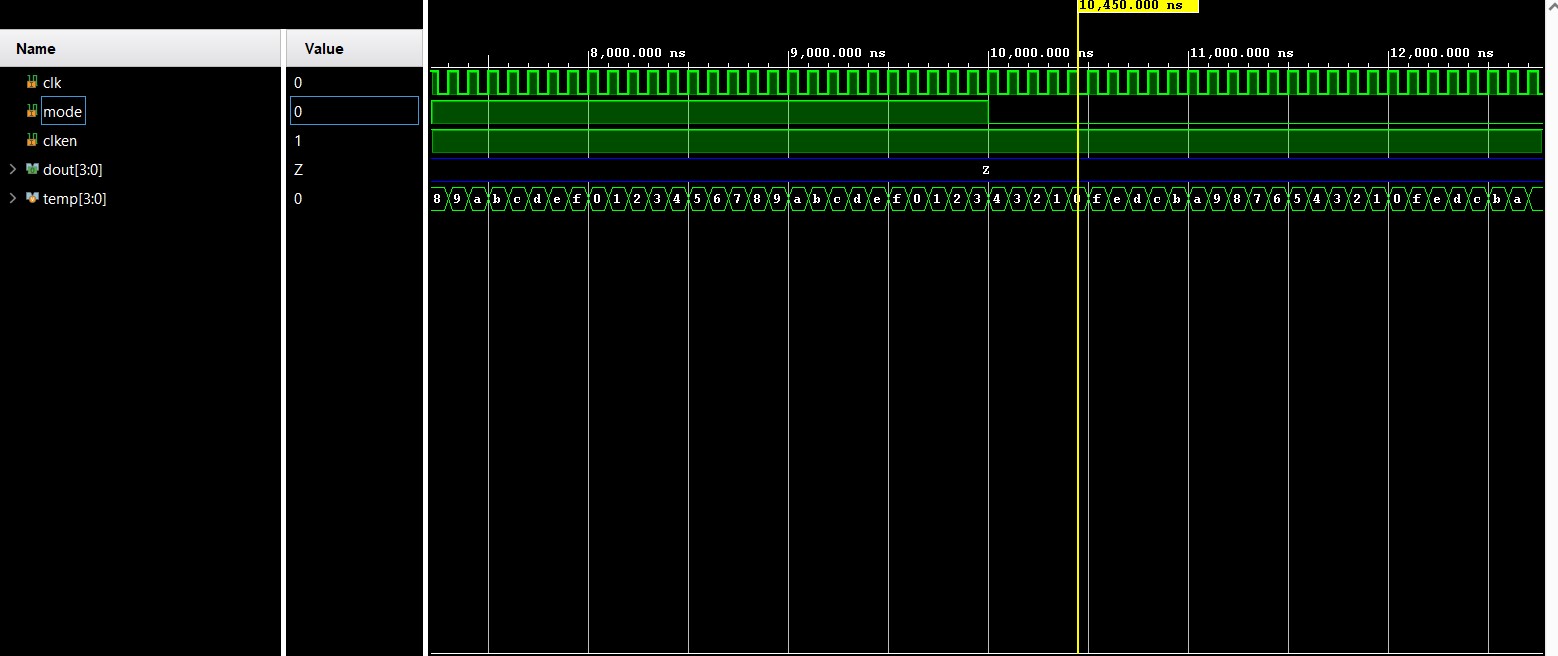 10,450.000 ns
Name Value
8,000.000 ns 9,000.000 ns 10,000.000 ns 11,000.000 ns 12,000.000 ns
clk 0
mode 0
clken 1
dout[3:0] Z Z
temp[3:0] 0 8 9 a b c d e f 0 1 2 3 4 5 6 7 8 9 a b c d e f 0 1 2 3 4 3 2 1 0 f e d c b a 9 8 7 6 5 4 3 2 1 0 f e d c b a